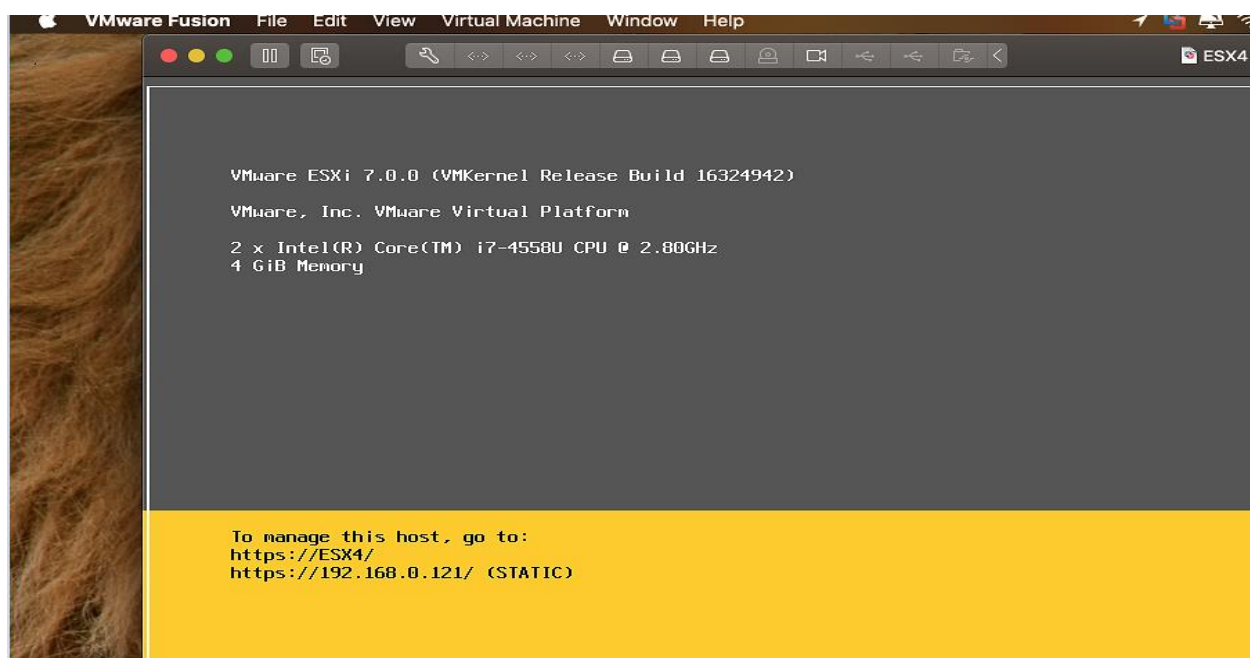 VMware Fusion File Edit View Virtual Machine Window Help
ESX4
VMware ESXi 7.0.0 (VMKernel Release Build 16324942)
VMware, Inc. VMware Virtual Platform
2 x Intel(R) Core(TM) i7-4558U CPU @ 2.80GHz
4 GiB Memory
To manage this host, go to:
https://ESX4/
https://192.168.0.121/ (STATIC)